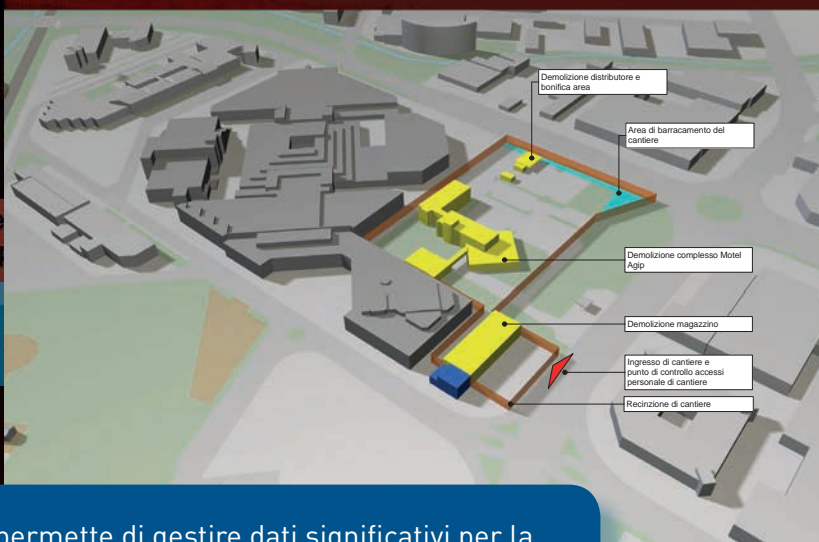 Demolizione distributore e
bonifica area
Area di barracamento del
cantiere
Demolizione complesso Motel
Agip
Demolizione magazzino
Ingresso di cantiere e
punto di controllo accessi
personale di cantiere
Recinzione di cantiere
permette di gestire dati significativi per la